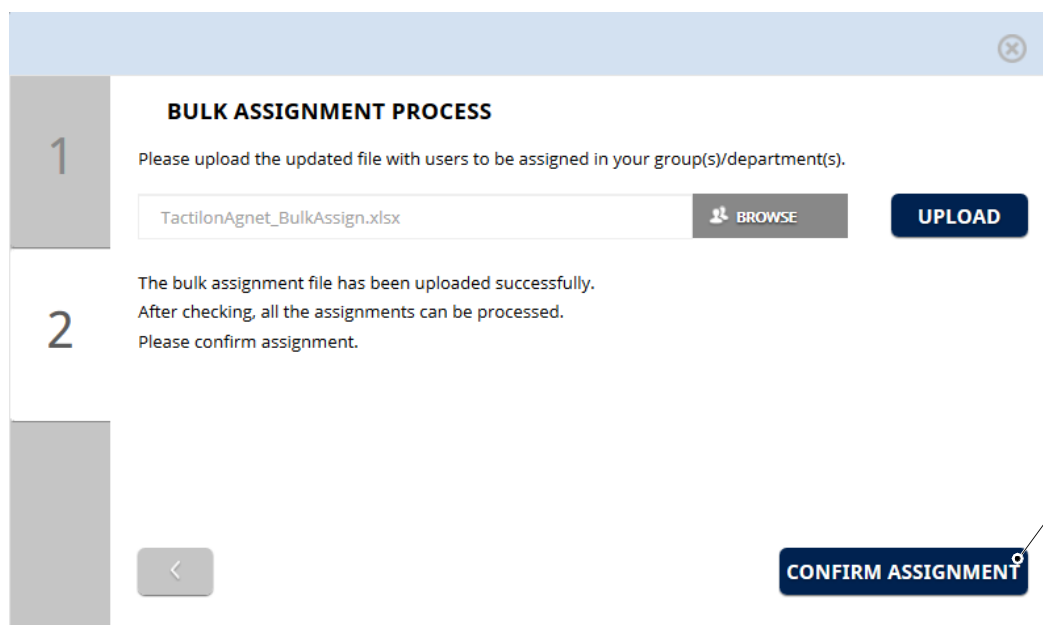 BULK ASSIGNMENT PROCESS
1
Please upload the updated file with users to be assigned in your group(s)/department(s).
TactilonAgnet_BulkAssign.xlsx
BROWSE
UPLOAD
The bulk assignment file has been uploaded successfully.
2
After checking, all the assignments can be processed.
Please confirm assignment.
CONFIRM ASSIGNMENT